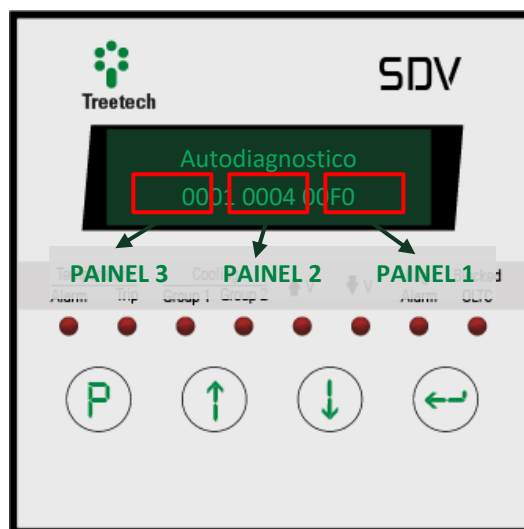 SDV
Treetech
Autodiagnostico
0001 0004 00F0
PAINEL 3 PAINEL 2 PAINEL 1
Alarm Trip Group 1 Group 2 V V Alarm OLTC
P